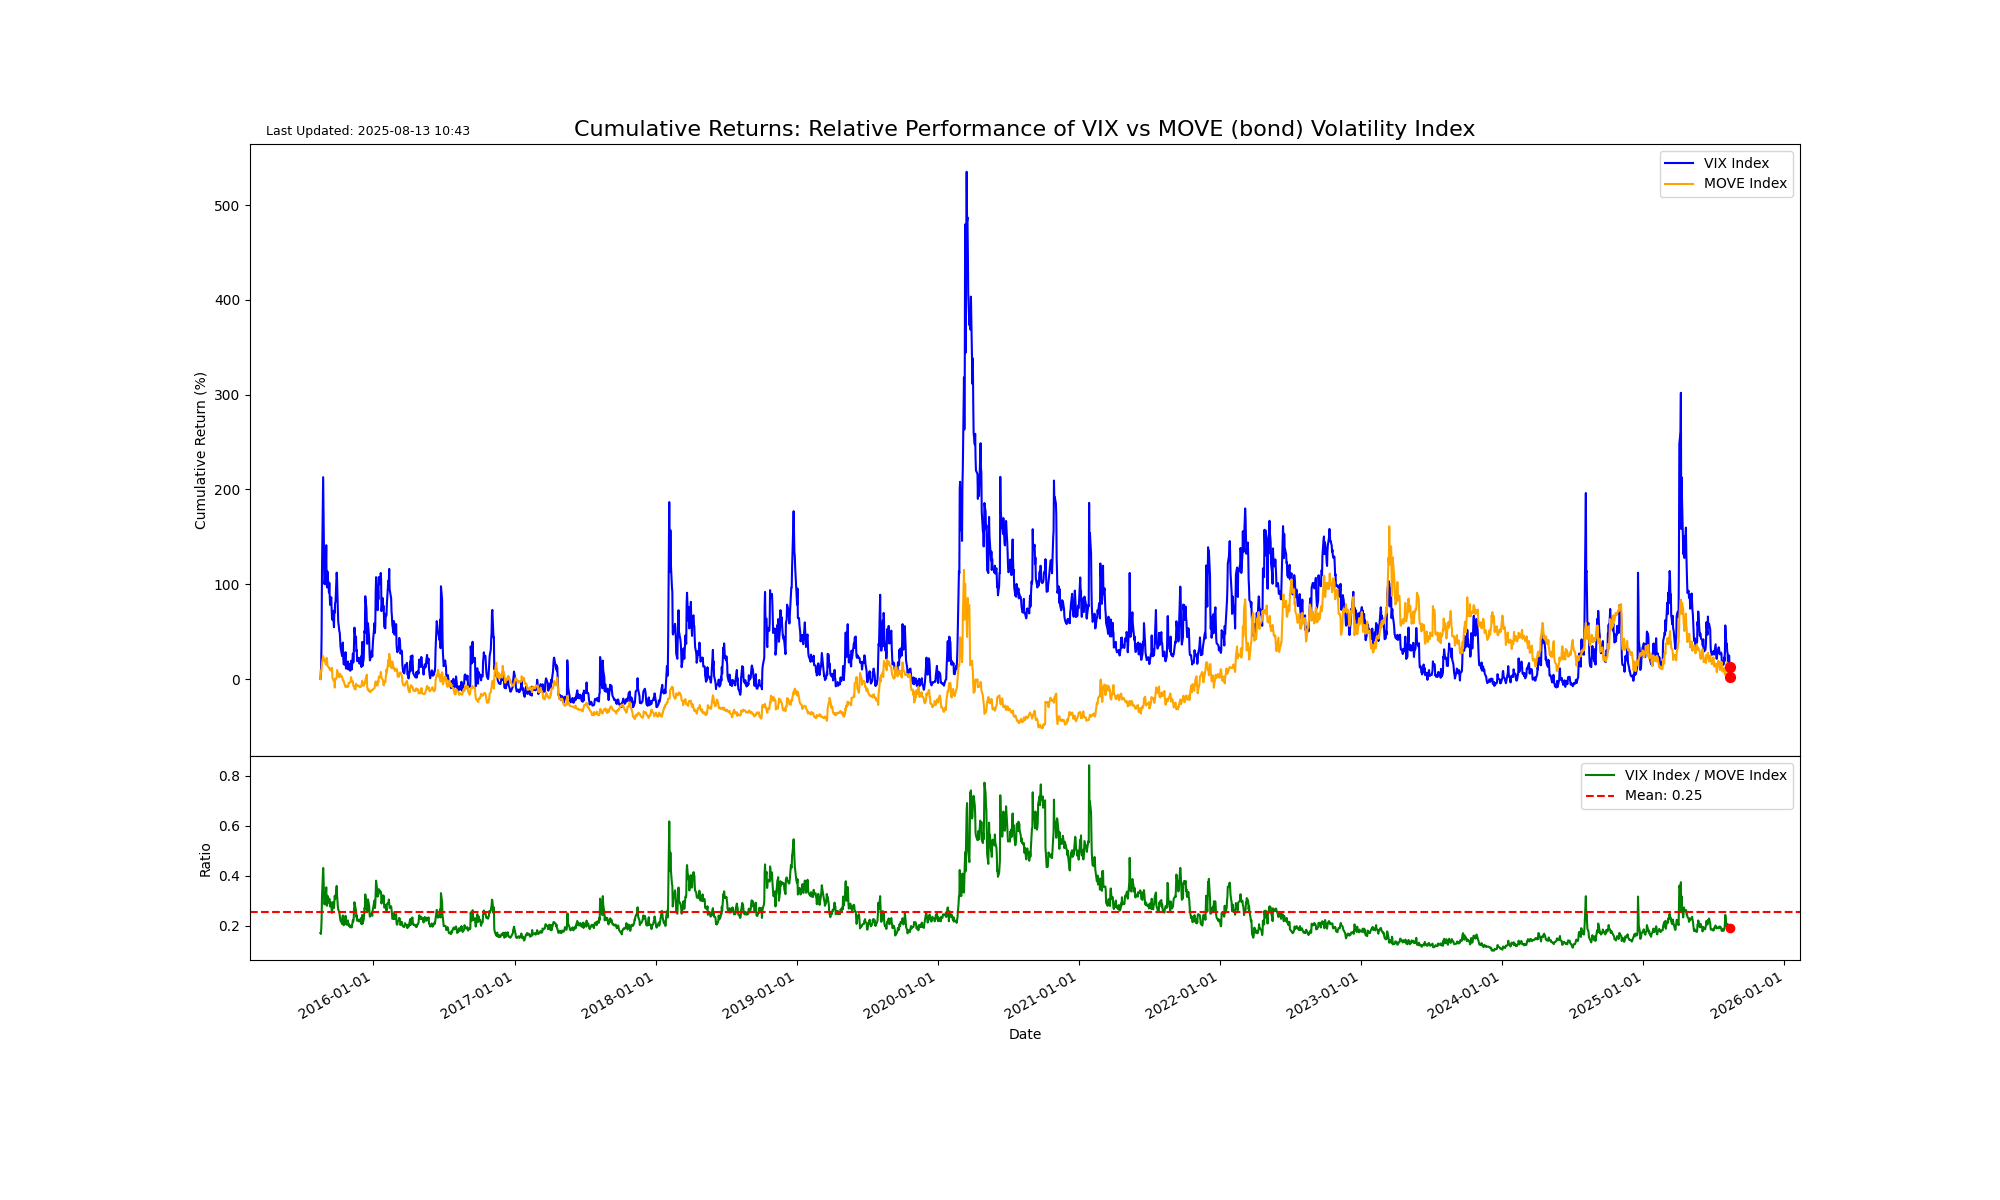 Last Updated: 2025-08-13 10:43
Cumulative Returns: Relative Performance of VIX vs MOVE (bond) Volatility Index
VIX Index
MOVE Index
Cumulative Return (%)
500
400
300
200
100
0
VIX Index / MOVE Index
Mean: 0.25
Ratio
0.8
0.6
0.4
0.2
2016-01-01
2017-01-01
2018-01-01
2019-01-01
2020-01-01
2021-01-01
2022-01-01
2023-01-01
2024-01-01
2025-01-01
2026-01-01
Date